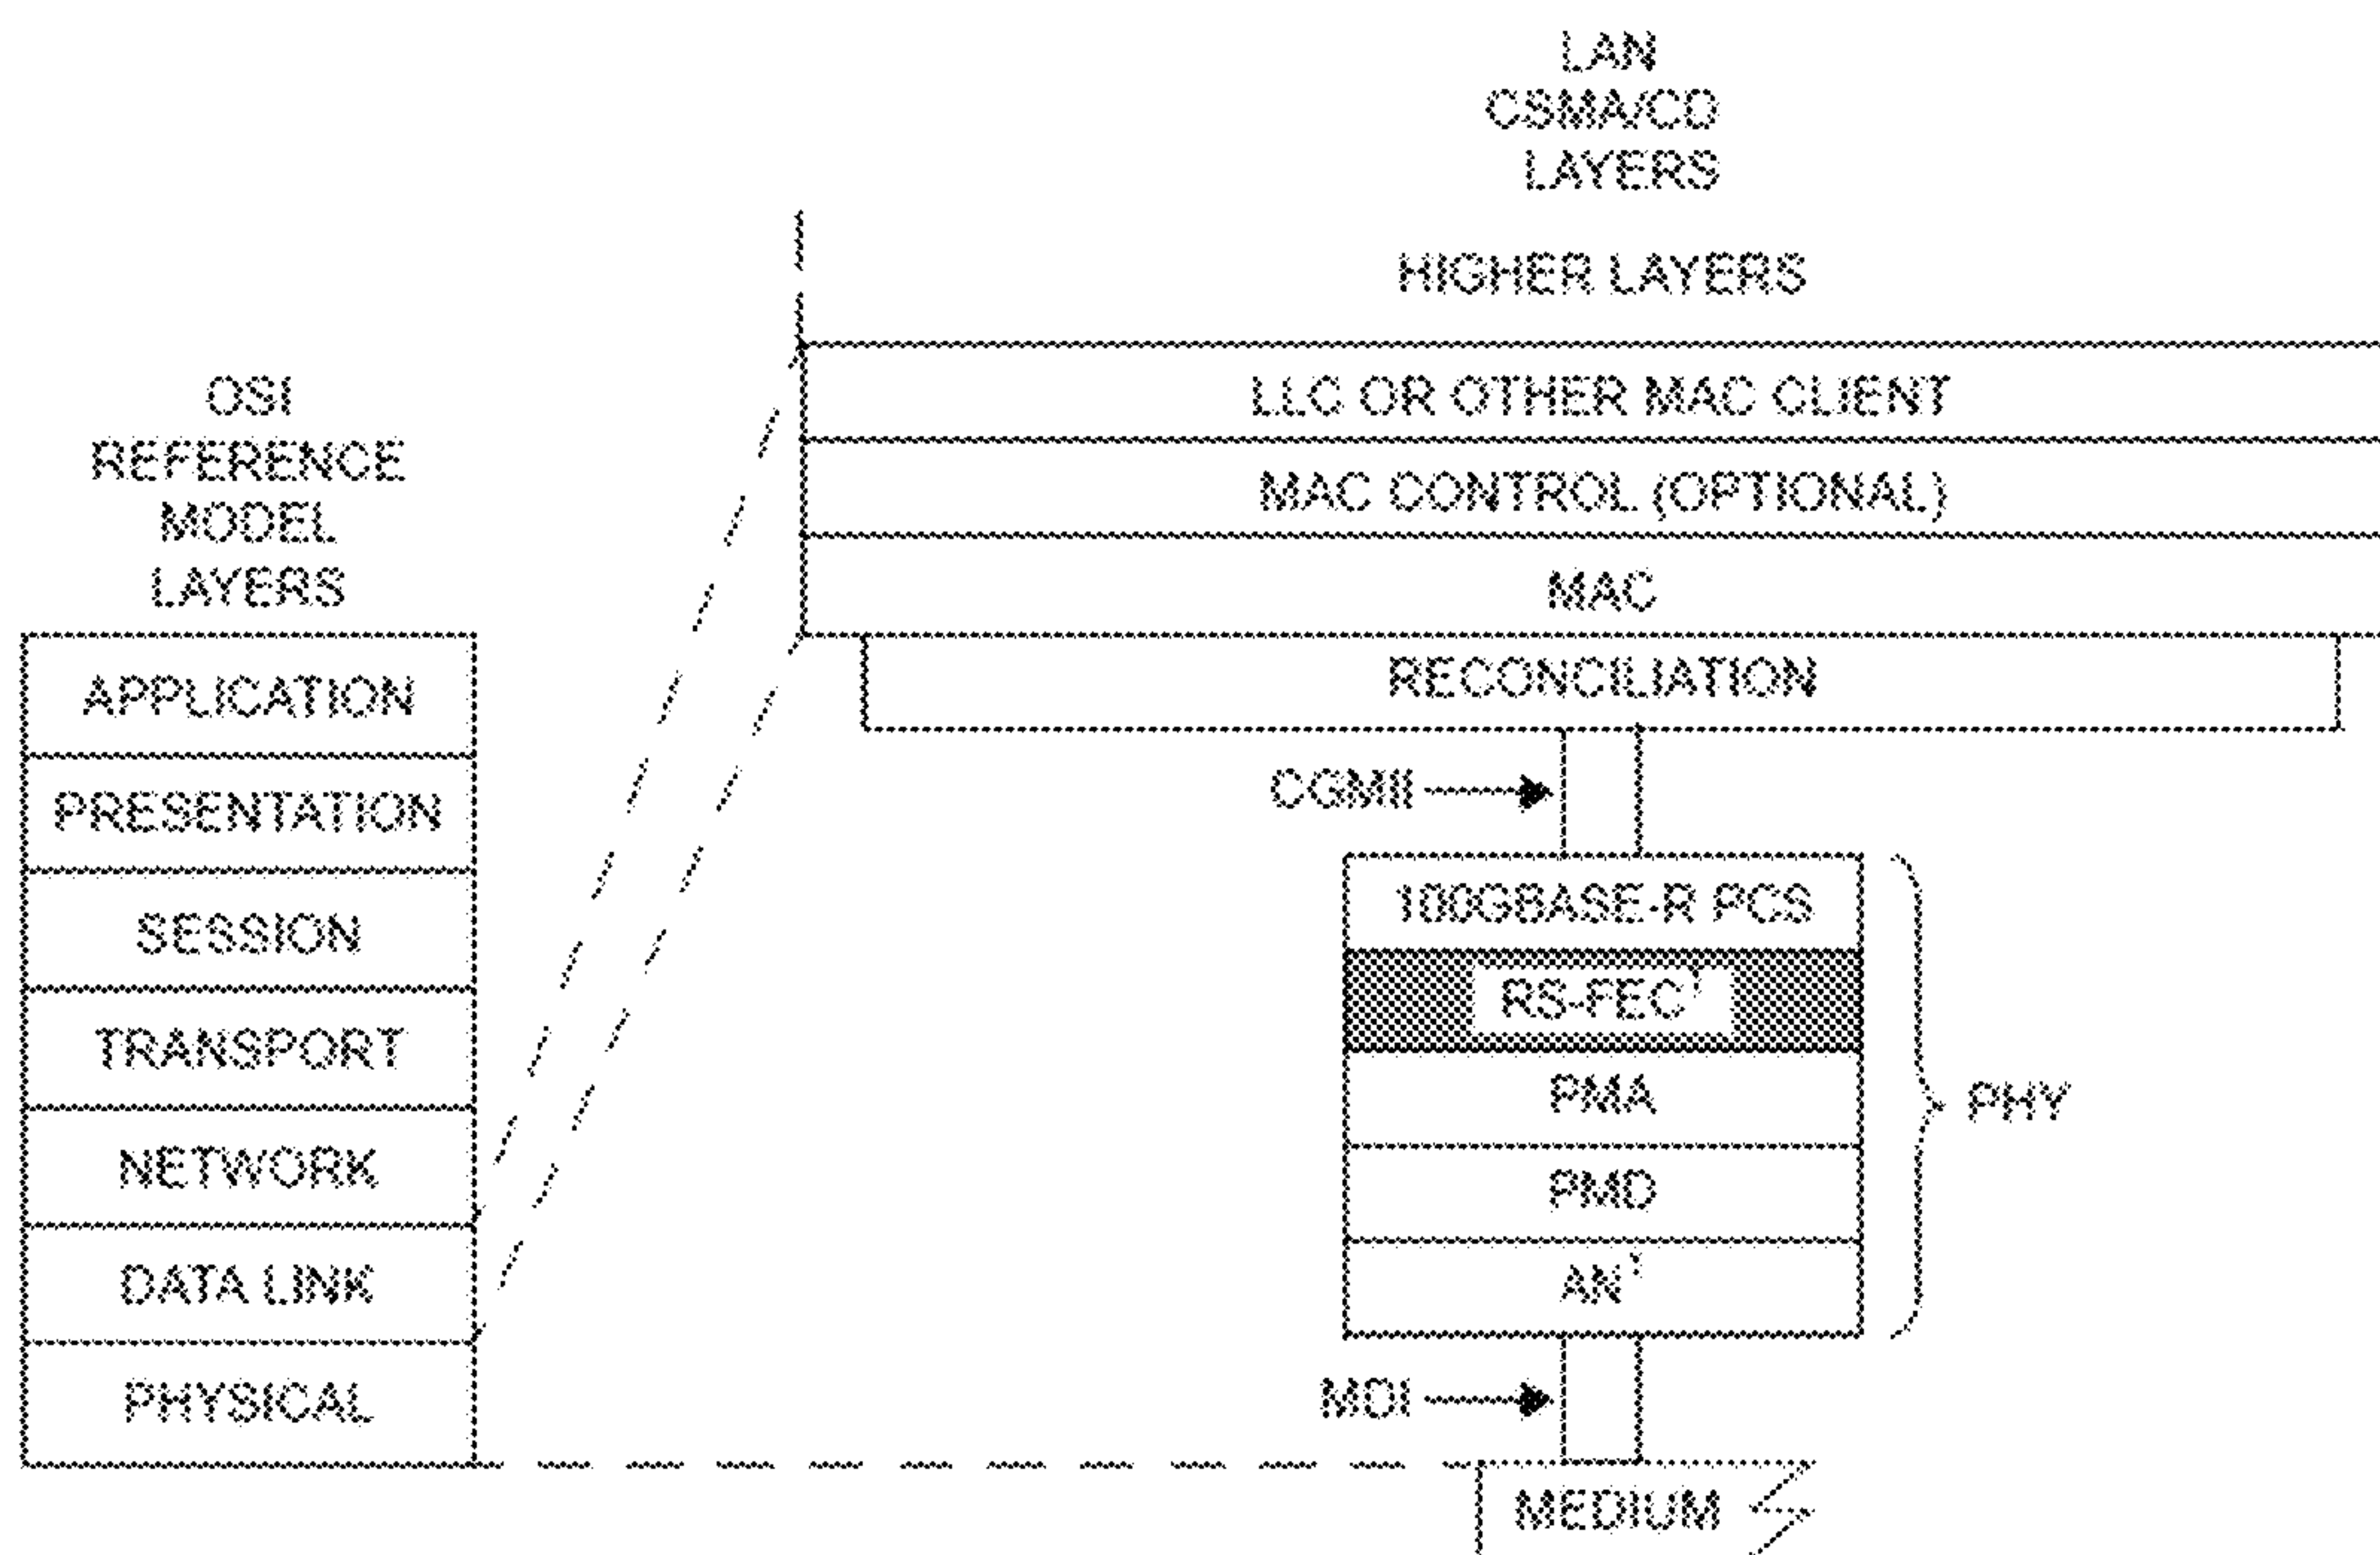 LAN
CSMA/CD
LAYERS
HIGHER LAYERS
LLC OR OTHER MAC CLIENT
MAC CONTROL (OPTIONAL)
MAC
RECONCILIATION
CGMII
100GBASE-R PCS
RS-FEC
PMA
PMD
AN
PHY
MDI
MEDIUM
OSI
REFERENCE
MODEL
LAYERS
APPLICATION
PRESENTATION
SESSION
TRANSPORT
NETWORK
DATA LINK
PHYSICAL